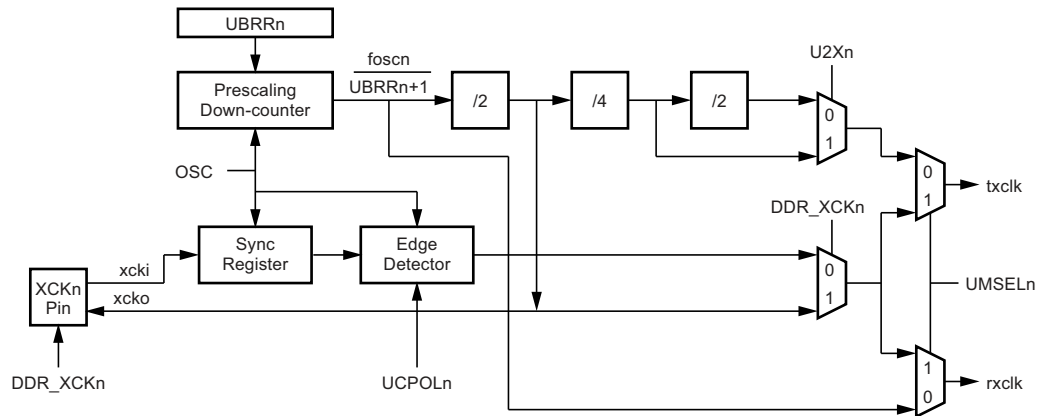 UBRRn
foscn
UBRRn+1
U2Xn
Prescaling
Down-counter
/2
/4
/2
0
1
OSC
0
1
txclk
DDR_XCKn
Sync
Register
Edge
Detector
xcki
0
1
XCKn
Pin
xcko
UMSELn
DDR_XCKn
UCPOLn
1
0
rxclk